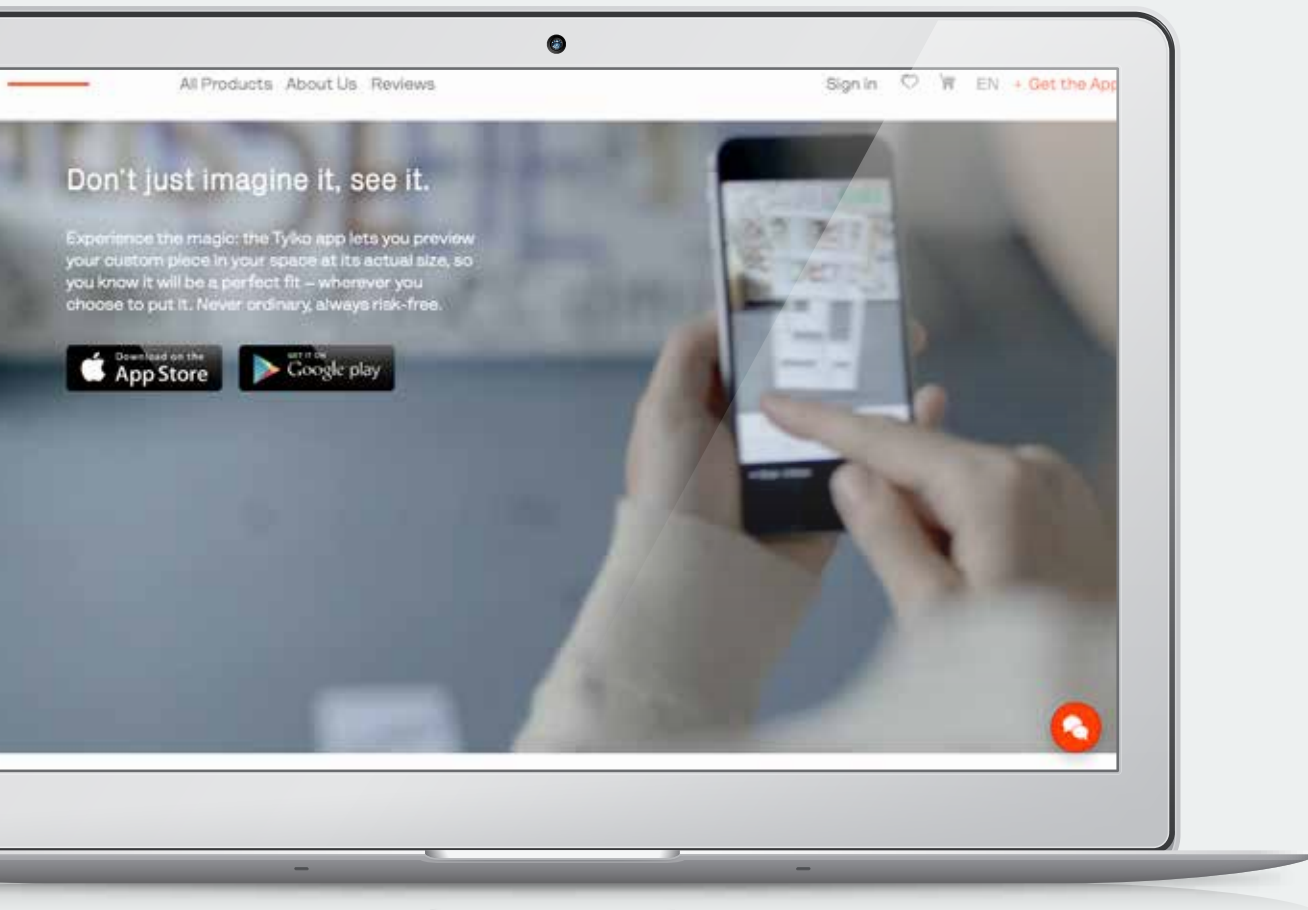 All Products About Us Reviews
Sign in EN + Get the App
Don't just imagine it, see it.
Experience the magic: the Tylko app lets you preview
your custom piece in your space at its actual size, so
you know it will be a perfect fit – wherever you
choose to put it. Never ordinary, always risk-free.
Download on the
App Store
GET IT ON
Google play